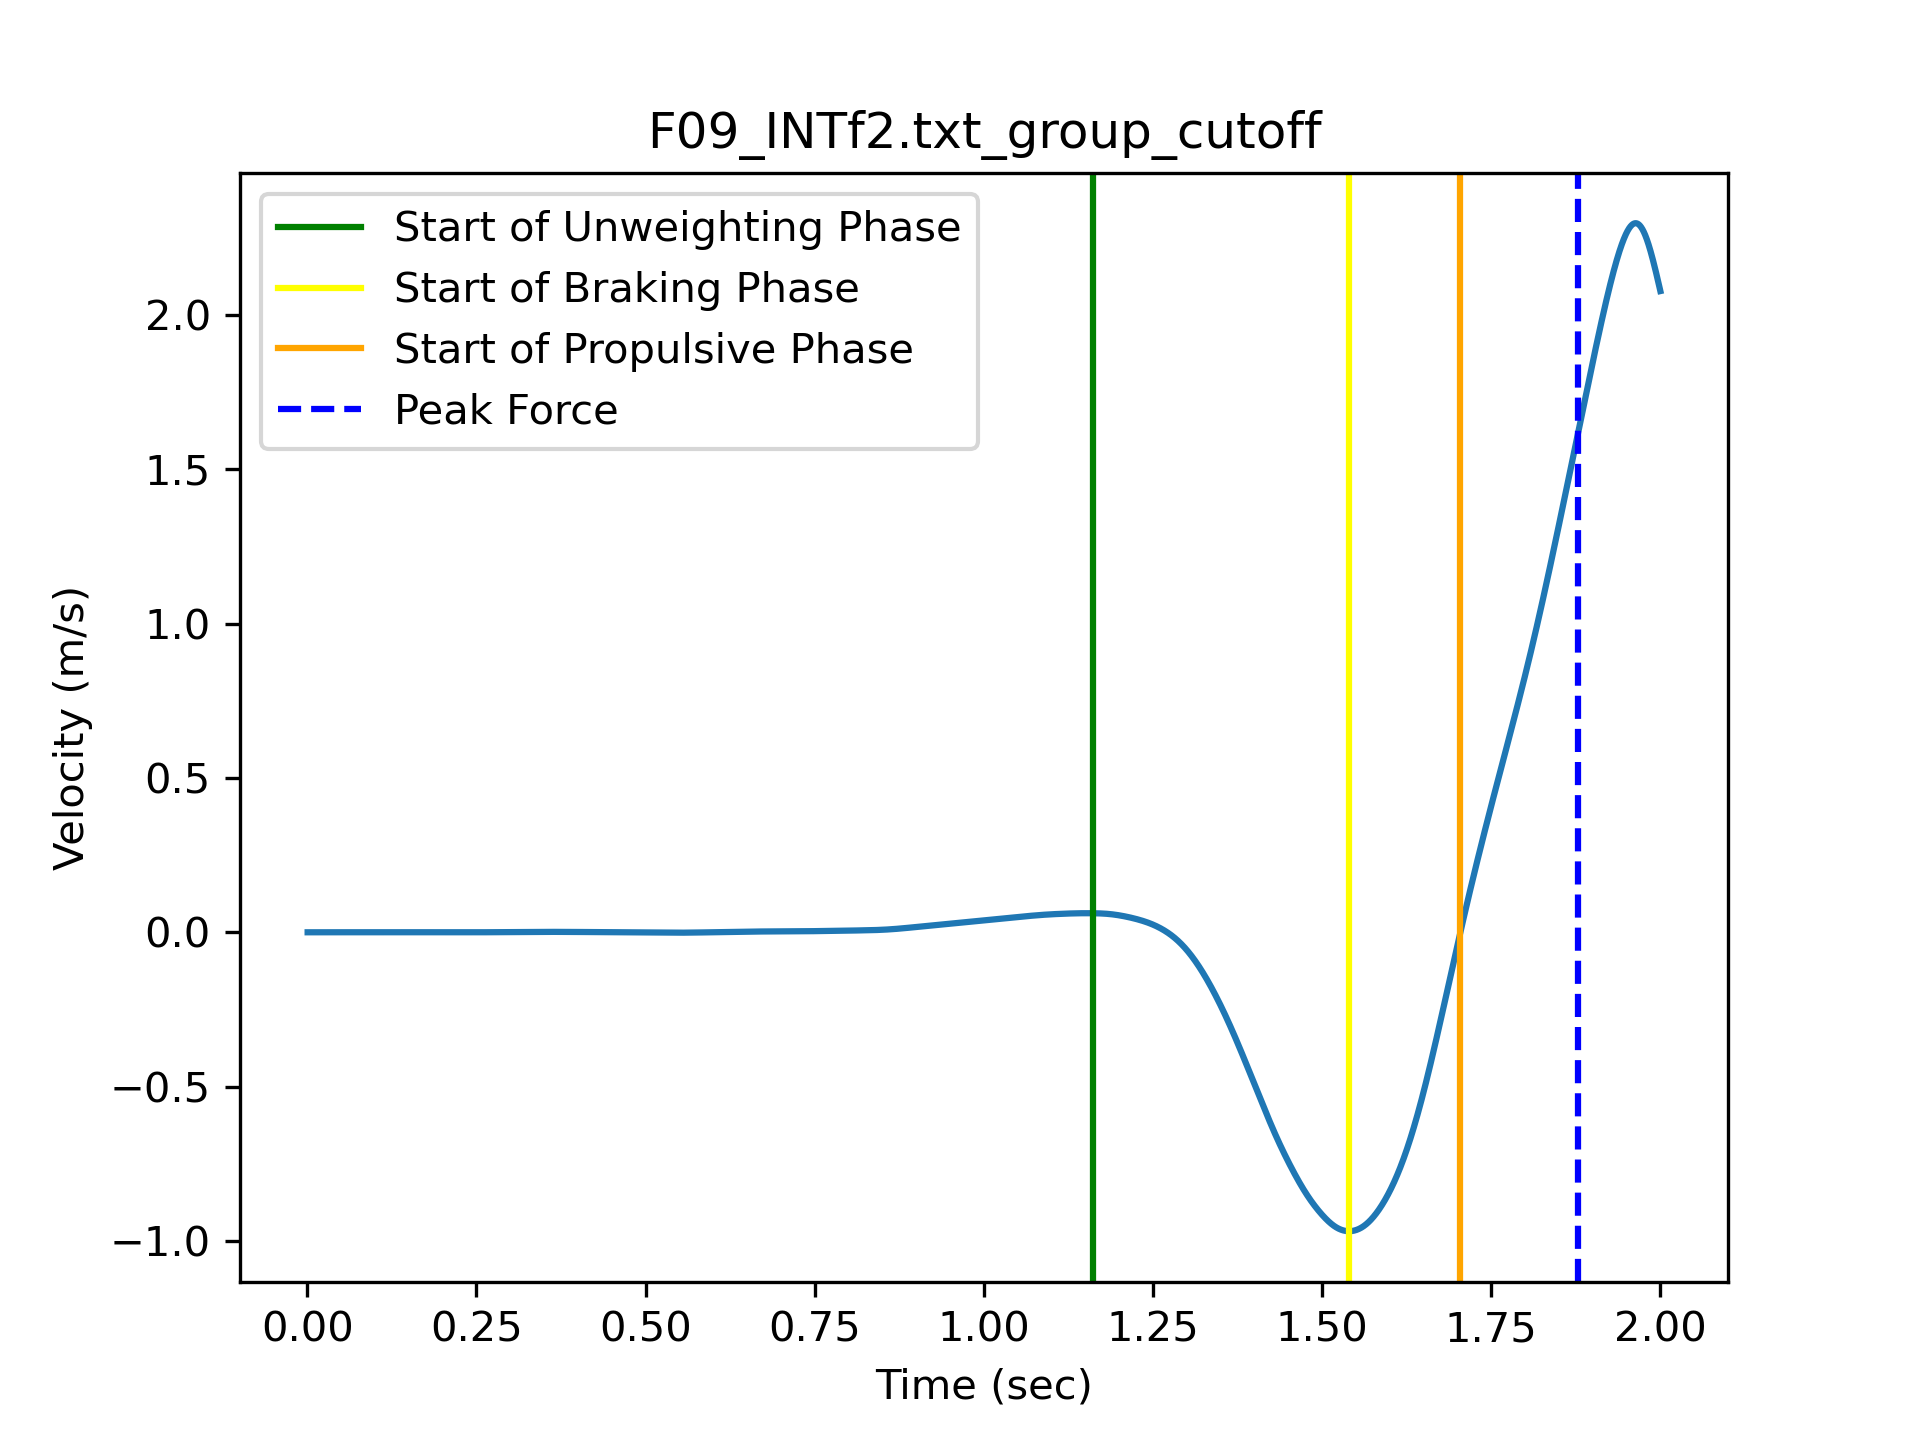 F09_INTf2.txt_group_cutoff
Start of Unweighting Phase
Start of Braking Phase
Start of Propulsive Phase
Peak Force
Velocity (m/s)
2.0
1.5
1.0
0.5
0.0
−0.5
−1.0
0.00 0.25 0.50 0.75 1.00 1.25 1.50 1.75 2.00
Time (sec)